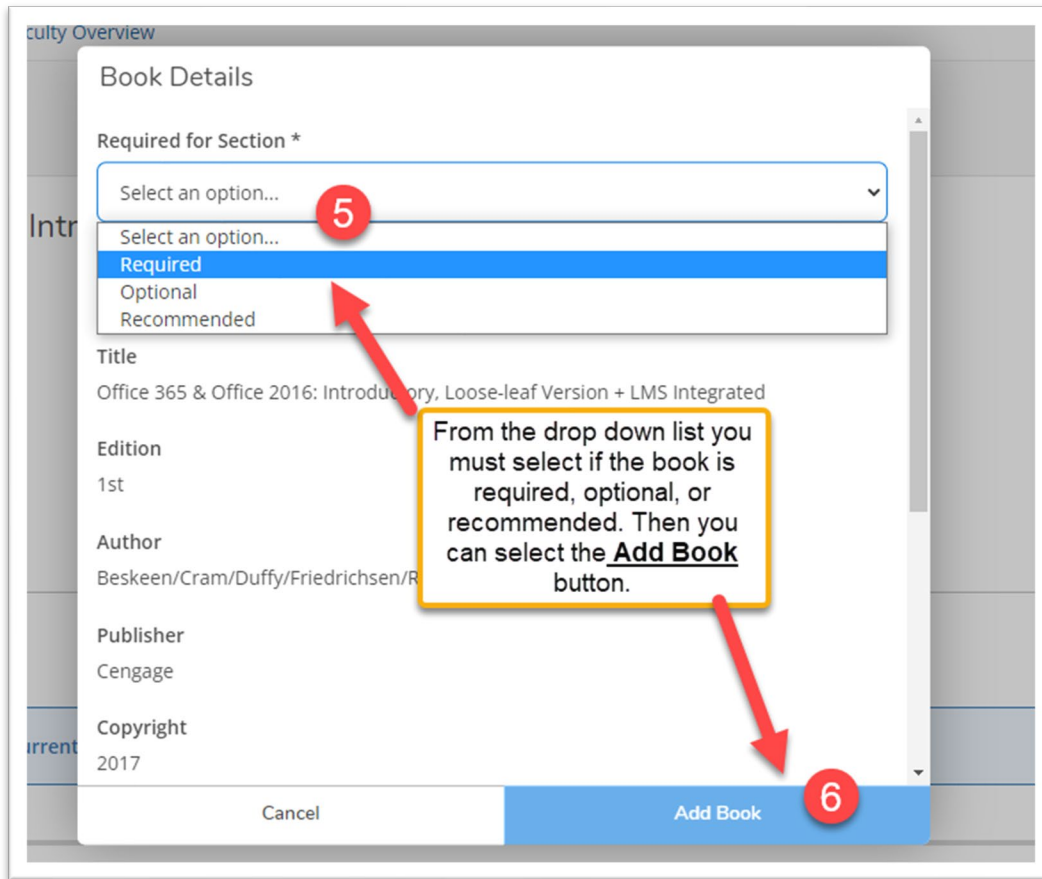 culty Overview
Book Details
Required for Section *
Select an option...
5
Intr
Select an option...
Required
Optional
Recommended
Title
Office 365 & Office 2016: Introductory, Loose-leaf Version + LMS Integrated
Edition
1st
From the drop down list you
must select if the book is
required, optional, or
recommended. Then you
can select the Add Book
button.
Author
Beskeen/Cram/Duffy/Friedrichsen/R
Publisher
Cengage
Copyright
urrent
2017
Cancel
Add Book
6